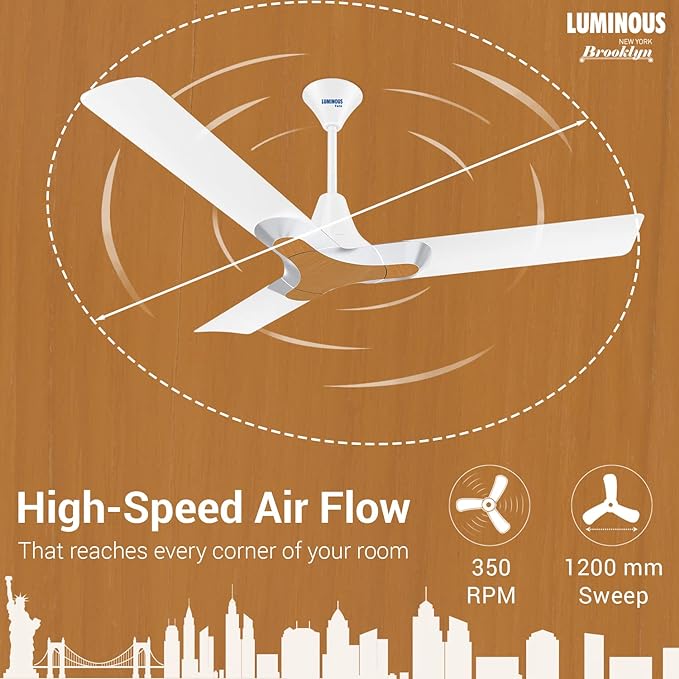 LUMINOUS
NEW YORK
Brooklyn
LUMINOUS
High-Speed Air Flow
That reaches every corner of your room
350
RPM
1200 mm
Sweep